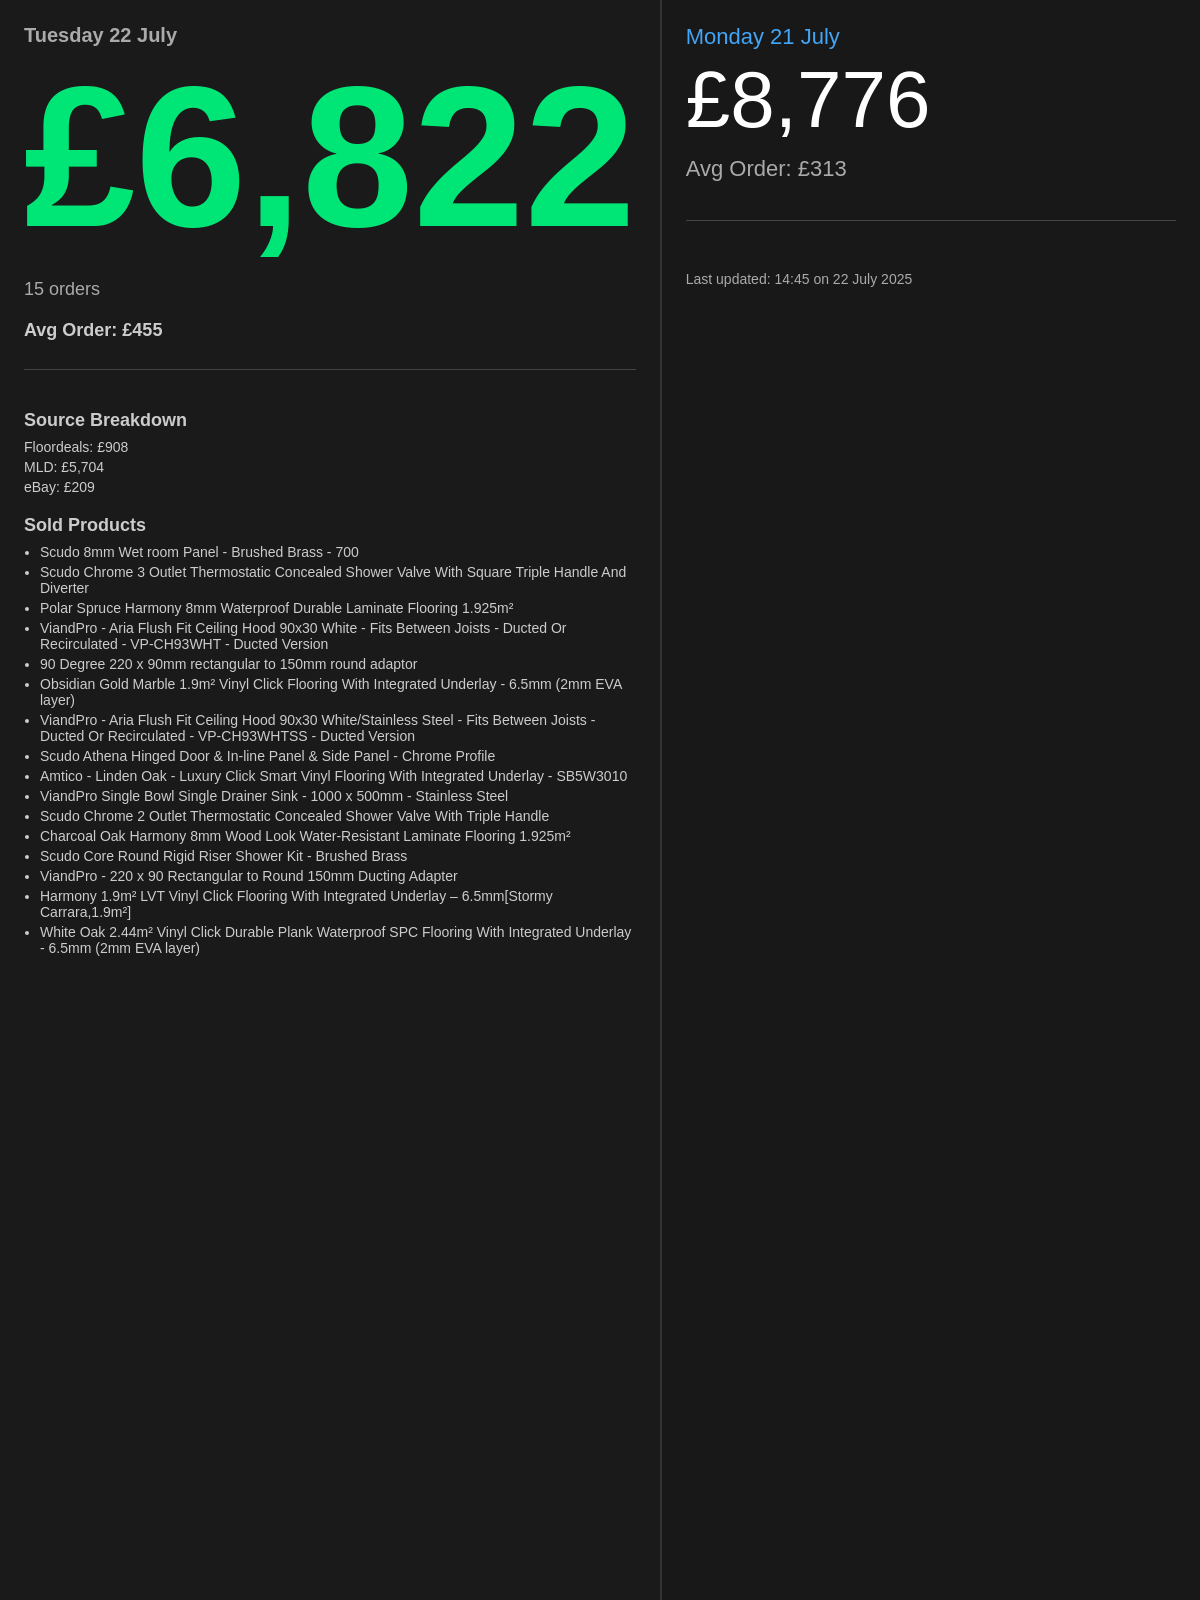 Tuesday 22 July
£6,822
15 orders
Avg Order: £455
Source Breakdown
Floordeals: £908
MLD: £5,704
eBay: £209
Sold Products
• Scudo 8mm Wet room Panel - Brushed Brass - 700
• Scudo Chrome 3 Outlet Thermostatic Concealed Shower Valve With Square Triple Handle And
Diverter
• Polar Spruce Harmony 8mm Waterproof Durable Laminate Flooring 1.925m²
• ViandPro - Aria Flush Fit Ceiling Hood 90x30 White - Fits Between Joists - Ducted Or
Recirculated - VP-CH93WHT - Ducted Version
• 90 Degree 220 x 90mm rectangular to 150mm round adaptor
• Obsidian Gold Marble 1.9m² Vinyl Click Flooring With Integrated Underlay - 6.5mm (2mm EVA
layer)
• ViandPro - Aria Flush Fit Ceiling Hood 90x30 White/Stainless Steel - Fits Between Joists -
Ducted Or Recirculated - VP-CH93WHTSS - Ducted Version
• Scudo Athena Hinged Door & In-line Panel & Side Panel - Chrome Profile
• Amtico - Linden Oak - Luxury Click Smart Vinyl Flooring With Integrated Underlay - SB5W3010
• ViandPro Single Bowl Single Drainer Sink - 1000 x 500mm - Stainless Steel
• Scudo Chrome 2 Outlet Thermostatic Concealed Shower Valve With Triple Handle
• Charcoal Oak Harmony 8mm Wood Look Water-Resistant Laminate Flooring 1.925m²
• Scudo Core Round Rigid Riser Shower Kit - Brushed Brass
• ViandPro - 220 x 90 Rectangular to Round 150mm Ducting Adapter
• Harmony 1.9m² LVT Vinyl Click Flooring With Integrated Underlay – 6.5mm[Stormy
Carrara,1.9m²]
• White Oak 2.44m² Vinyl Click Durable Plank Waterproof SPC Flooring With Integrated Underlay
- 6.5mm (2mm EVA layer)
Monday 21 July
£8,776
Avg Order: £313
Last updated: 14:45 on 22 July 2025